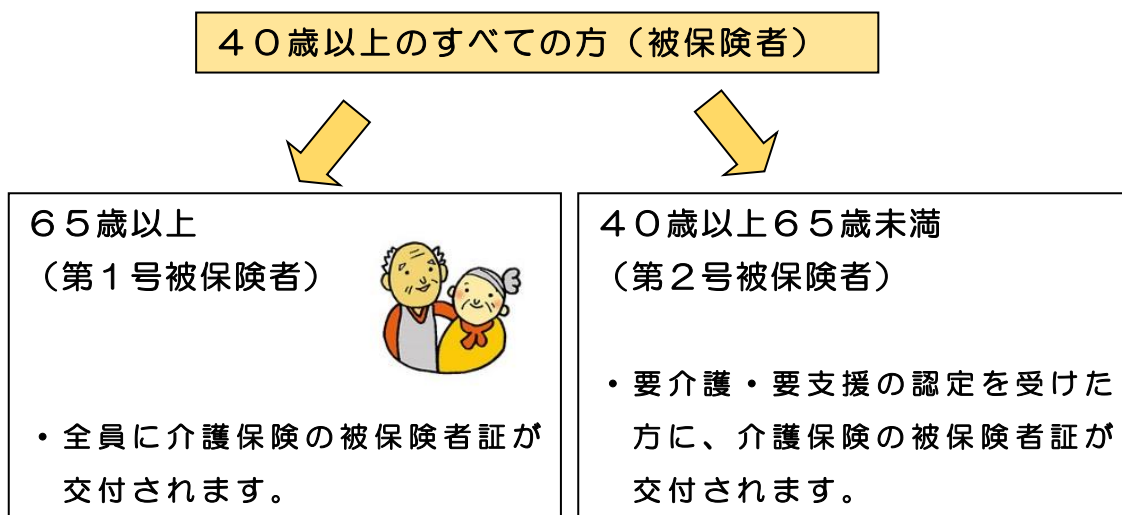 ４０歳以上のすべての方（被保険者）
６５歳以上
（第１号被保険者）
・全員に介護保険の被保険者証が
交付されます。
４０歳以上６５歳未満
（第２号被保険者）
・要介護・要支援の認定を受けた
方に、介護保険の被保険者証が
交付されます。